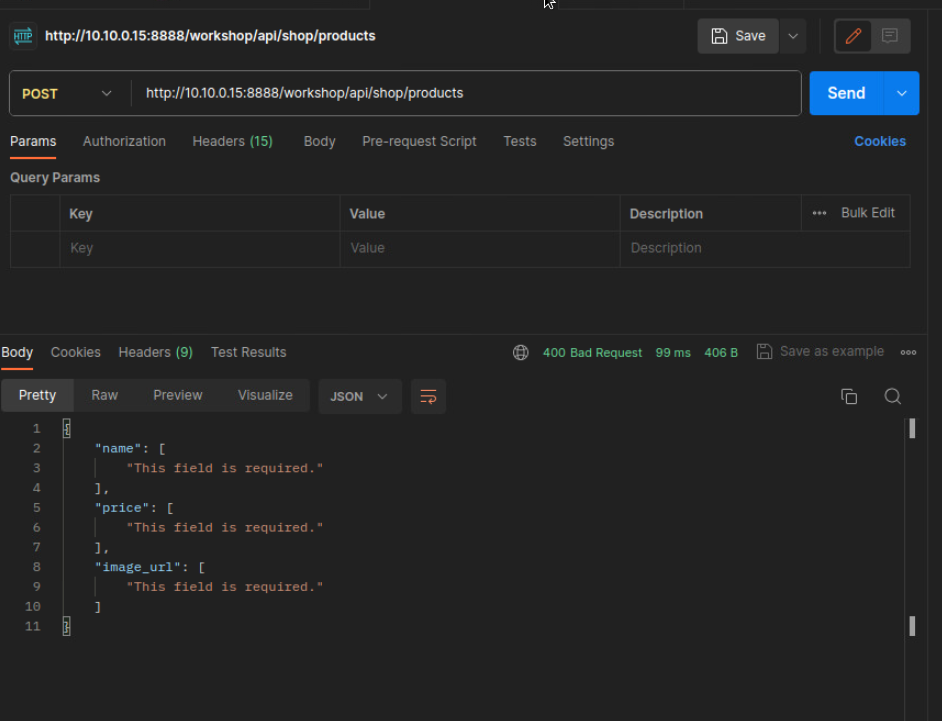 HTTP http://10.10.0.15:8888/workshop/api/shop/products Save
POST http://10.10.0.15:8888/workshop/api/shop/products Send
Params Authorization Headers (15) Body Pre-request Script Tests Settings Cookies
Query Params
Key Value Description ••• Bulk Edit
Key Value Description
Body Cookies Headers (9) Test Results 400 Bad Request 99 ms 406 B Save as example
Pretty Raw Preview Visualize JSON
1 {
2 "name": [
3 "This field is required."
4 ],
5 "price": [
6 "This field is required."
7 ],
8 "image_url": [
9 "This field is required."
10 ]
11 }